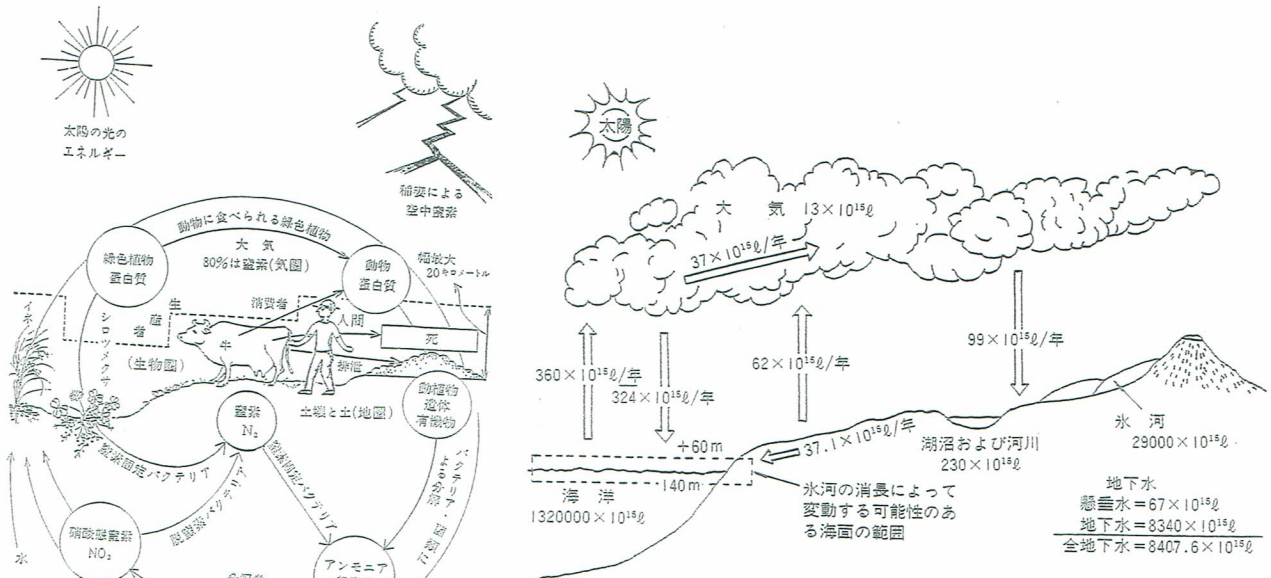 太陽の光の
エネルギー
稲妻による
空中窒素
動物に食べられる緑色植物
緑色植物
蛋白質
大気
80%は窒素(気圏)
動物
蛋白質
幅最大
20キロメートル
イネ
シロツメクサ
生
産
者
消費者
人間
牛
死
(生物圏)
排泄
窒素
N₂
土壌と土(地圏)
動植物
遺体
有機物
窒素固定バクテリア
脱窒素バクテリア
窒素固定バクテリア
硝酸態窒素
水
アンモニア
太陽
大 気 13×10¹⁵ℓ
37×10¹⁵ℓ/年
360×10¹⁵ℓ/年
324×10¹⁵ℓ/年
62×10¹⁵ℓ/年
99×10¹⁵ℓ/年
+60m
37.1×10¹⁵ℓ/年
140m
海 洋
1320000×10¹⁵ℓ
氷河の消長によって
変動する可能性のあ
る海面の範囲
湖沼および河川
230×10¹⁵ℓ
氷 河
29000×10¹⁵ℓ
地下水
懸垂水=67×10¹⁵ℓ
地下水=8340×10¹⁵ℓ
全地下水=8407.6×10¹⁵ℓ